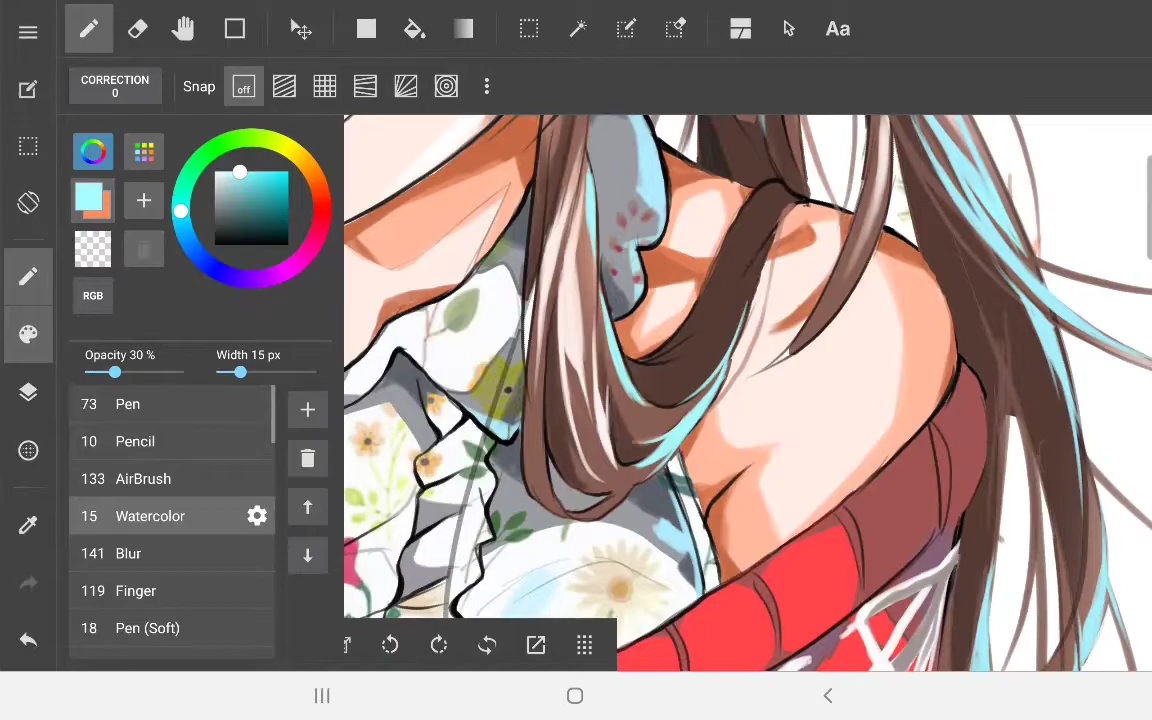 Aa
CORRECTION
0
Snap
off
RGB
Opacity 30 %
Width 15 px
73 Pen
10 Pencil
133 AirBrush
15 Watercolor
141 Blur
119 Finger
18 Pen (Soft)